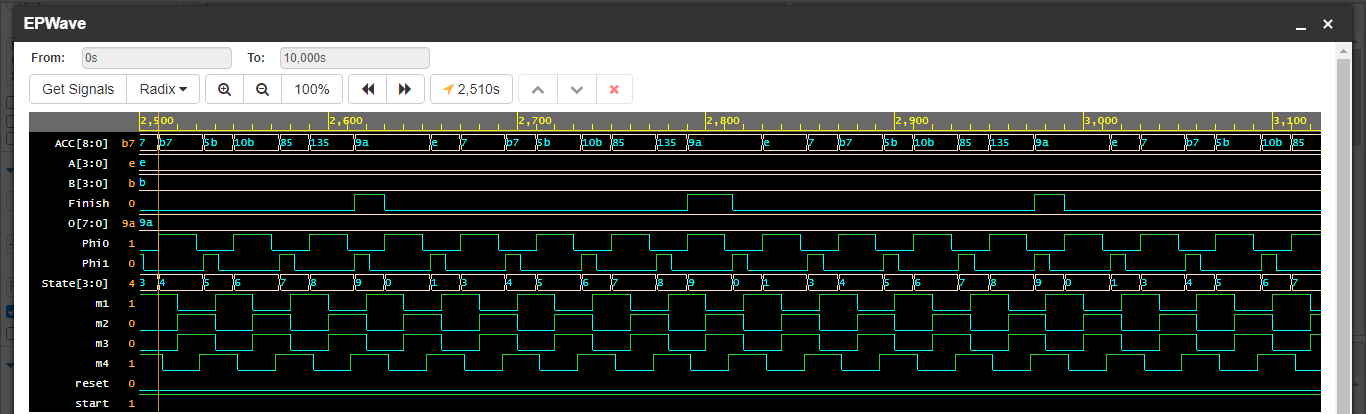 EPWave
From: 0s To: 10,000s
Get Signals Radix 100% 2,510s
2,500 2,600 2,700 2,800 2,900 3,000 3,100
ACC[8:0] b7 7 b7 5b 10b 85 135 9a e 7 b7 5b 10b 85 135 9a e 7 b7 5b 10b 85 135 9a e 7 b7 5b 10b 85
A[3:0] e e
B[3:0] b b
Finish 0
O[7:0] 9a 9a
Phi0 1
Phi1 0
State[3:0] 4 3 4 5 6 7 8 9 0 1 3 4 5 6 7 8 9 0 1 3 4 5 6 7 8 9 0 1 3 4 5 6 7
m1 1
m2 0
m3 0
m4 1
reset 0
start 1